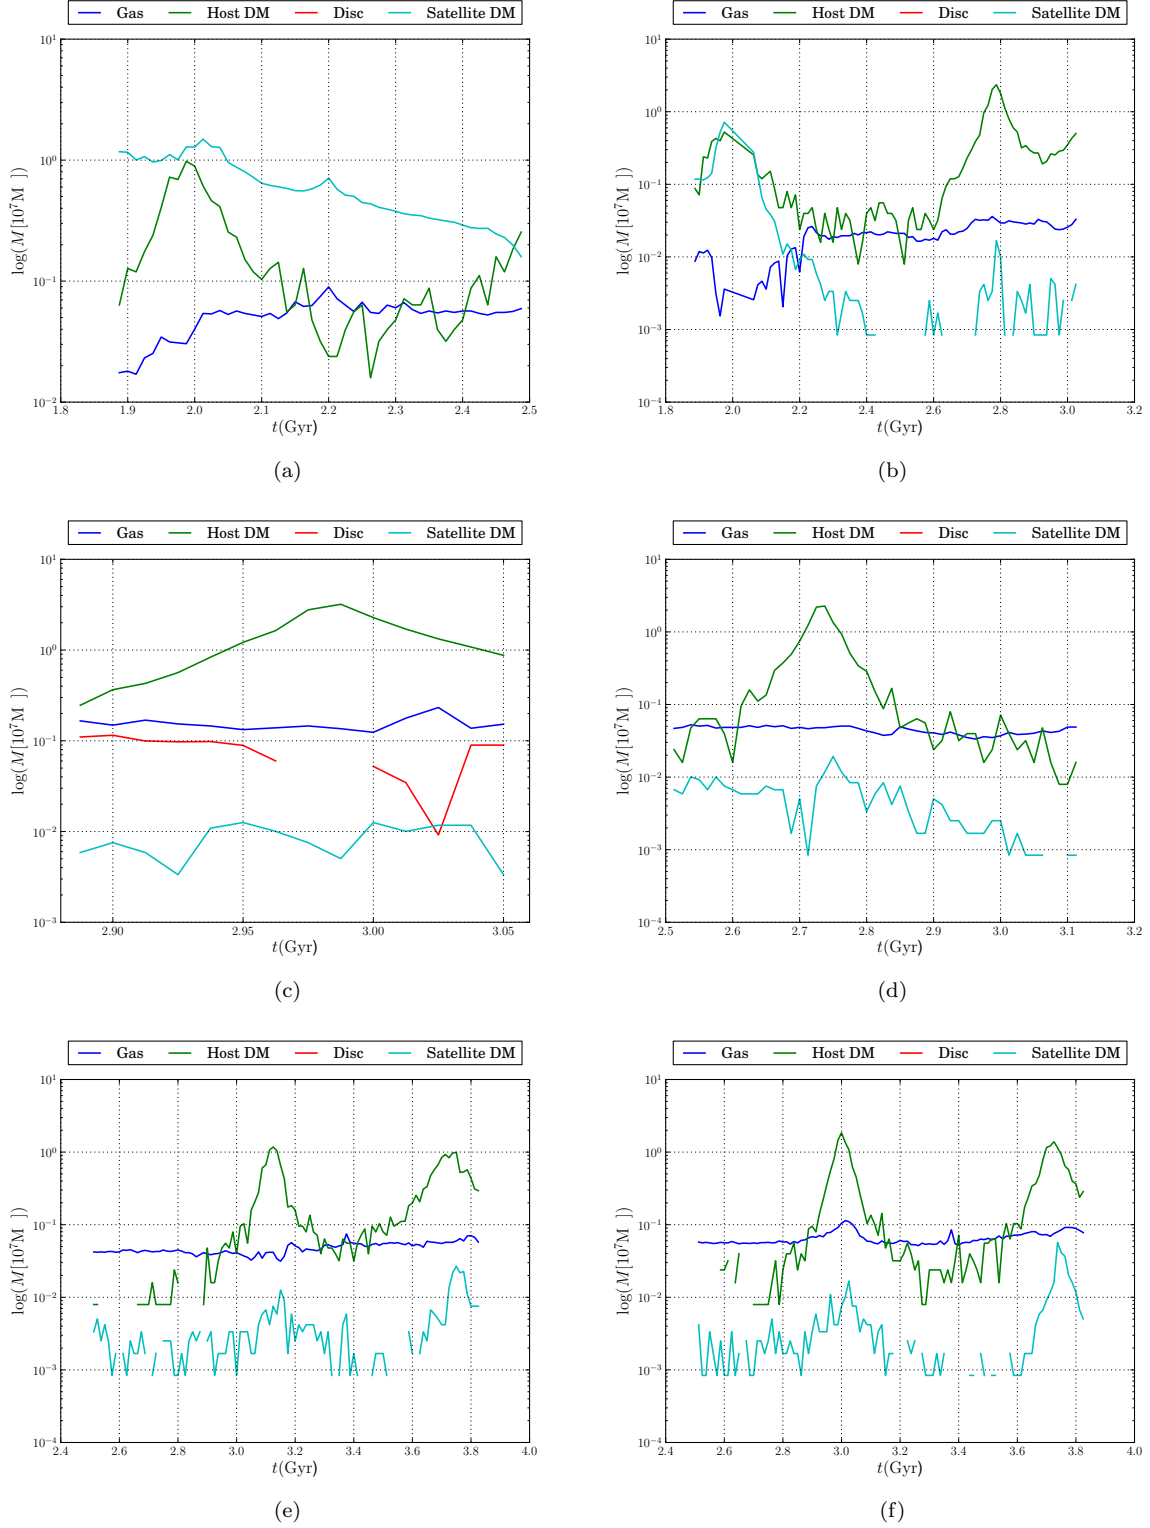 Gas Host DM Disc Satellite DM
10^1
10^0
10^-1
10^-2
log(M[10^7M ])
1.8 1.9 2.0 2.1 2.2 2.3 2.4 2.5
t(Gyr)
(a)
Gas Host DM Disc Satellite DM
10^1
10^0
10^-1
10^-2
10^-3
10^-4
log(M[10^7M ])
1.8 2.0 2.2 2.4 2.6 2.8 3.0 3.2
t(Gyr)
(b)
Gas Host DM Disc Satellite DM
10^1
10^0
10^-1
10^-2
10^-3
log(M[10^7M ])
2.90 2.95 3.00 3.05
t(Gyr)
(c)
Gas Host DM Disc Satellite DM
10^1
10^0
10^-1
10^-2
10^-3
10^-4
log(M[10^7M ])
2.5 2.6 2.7 2.8 2.9 3.0 3.1 3.2
t(Gyr)
(d)
Gas Host DM Disc Satellite DM
10^1
10^0
10^-1
10^-2
10^-3
10^-4
log(M[10^7M ])
2.4 2.6 2.8 3.0 3.2 3.4 3.6 3.8 4.0
t(Gyr)
(e)
Gas Host DM Disc Satellite DM
10^1
10^0
10^-1
10^-2
10^-3
10^-4
log(M[10^7M ])
2.4 2.6 2.8 3.0 3.2 3.4 3.6 3.8 4.0
t(Gyr)
(f)